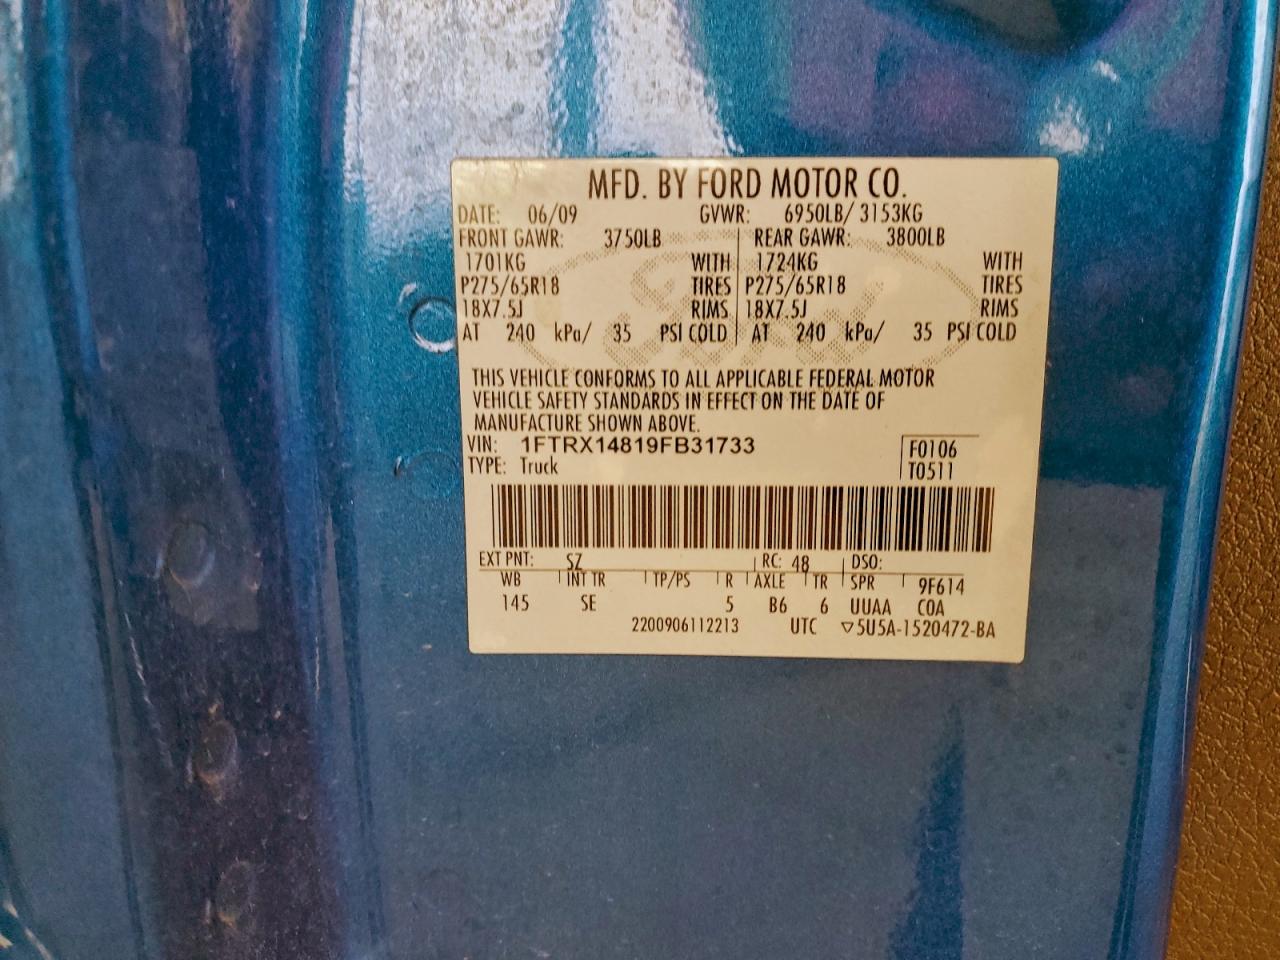 MFD. BY FORD MOTOR CO.
DATE: 06/09 GVWR: 6950LB/ 3153KG
FRONT GAWR: 3750LB REAR GAWR: 3800LB
1701KG WITH 1724KG WITH
P275/65R18 TIRES P275/65R18 TIRES
18X7.5J RIMS 18X7.5J RIMS
AT 240 kPa/ 35 PSI COLD AT 240 kPa/ 35 PSI COLD
THIS VEHICLE CONFORMS TO ALL APPLICABLE FEDERAL MOTOR
VEHICLE SAFETY STANDARDS IN EFFECT ON THE DATE OF
MANUFACTURE SHOWN ABOVE.
VIN: 1FTRX14819FB31733 F0106
TYPE: Truck T0511
EXT PNT: SZ RC: 48 DSO:
WB INT TR TP/PS R AXLE TR SPR 9F614
145 SE 5 B6 6 UUAA COA
2200906112213 UTC ▽5U5A-1520472-BA
Ford